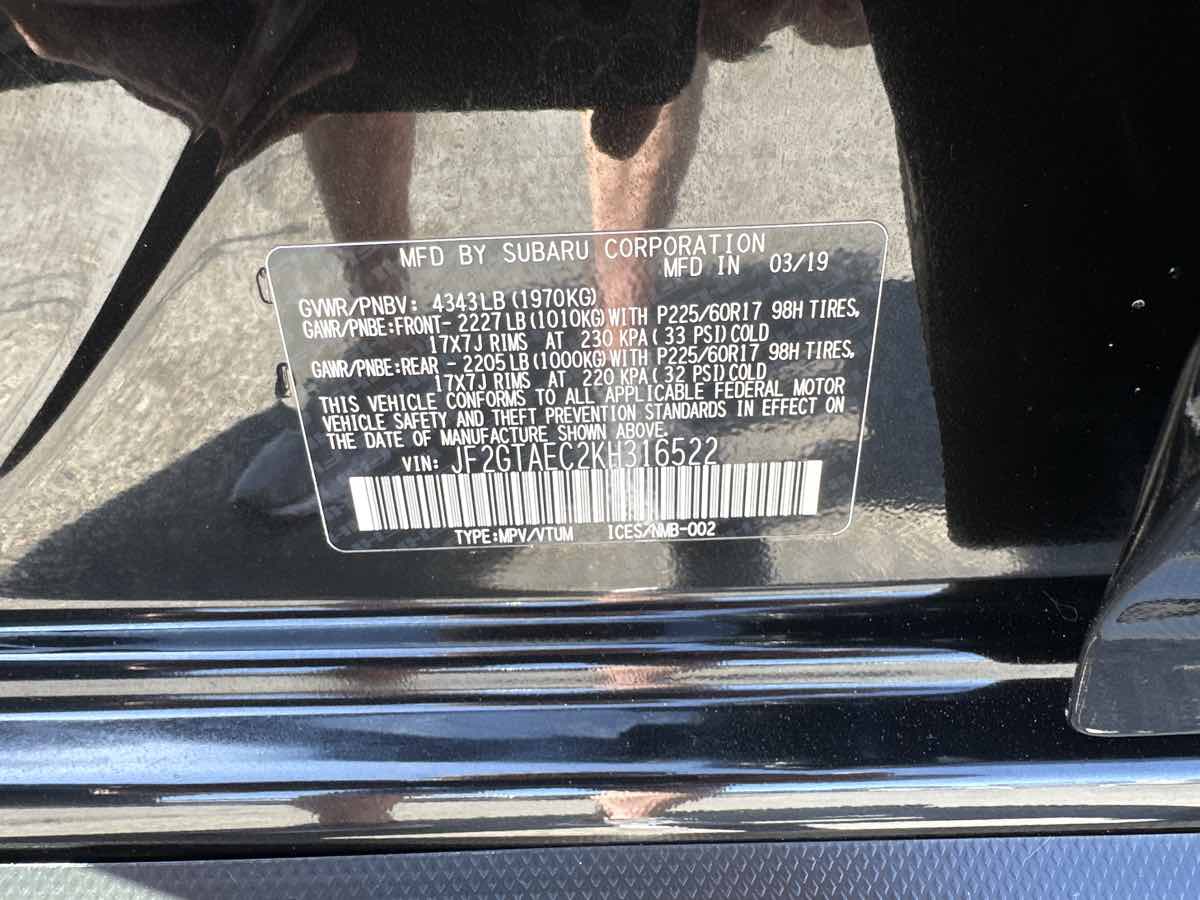 MFD BY SUBARU CORPORATION
MFD IN 03/19
GVWR/PNBV: 4343LB(1970KG)
GAWR/PNBE:FRONT- 2227LB(1010KG)WITH P225/60R17 98H TIRES,
17X7J RIMS AT 230 KPA(33 PSI)COLD
GAWR/PNBE:REAR - 2205LB(1000KG)WITH P225/60R17 98H TIRES,
17X7J RIMS AT 220 KPA(32 PSI)COLD
THIS VEHICLE CONFORMS TO ALL APPLICABLE FEDERAL MOTOR
VEHICLE SAFETY AND THEFT PREVENTION STANDARDS IN EFFECT ON
THE DATE OF MANUFACTURE SHOWN ABOVE.
VIN: JF2GTAEC2KH316522
TYPE:MPV/VTUM ICES/NMB-002